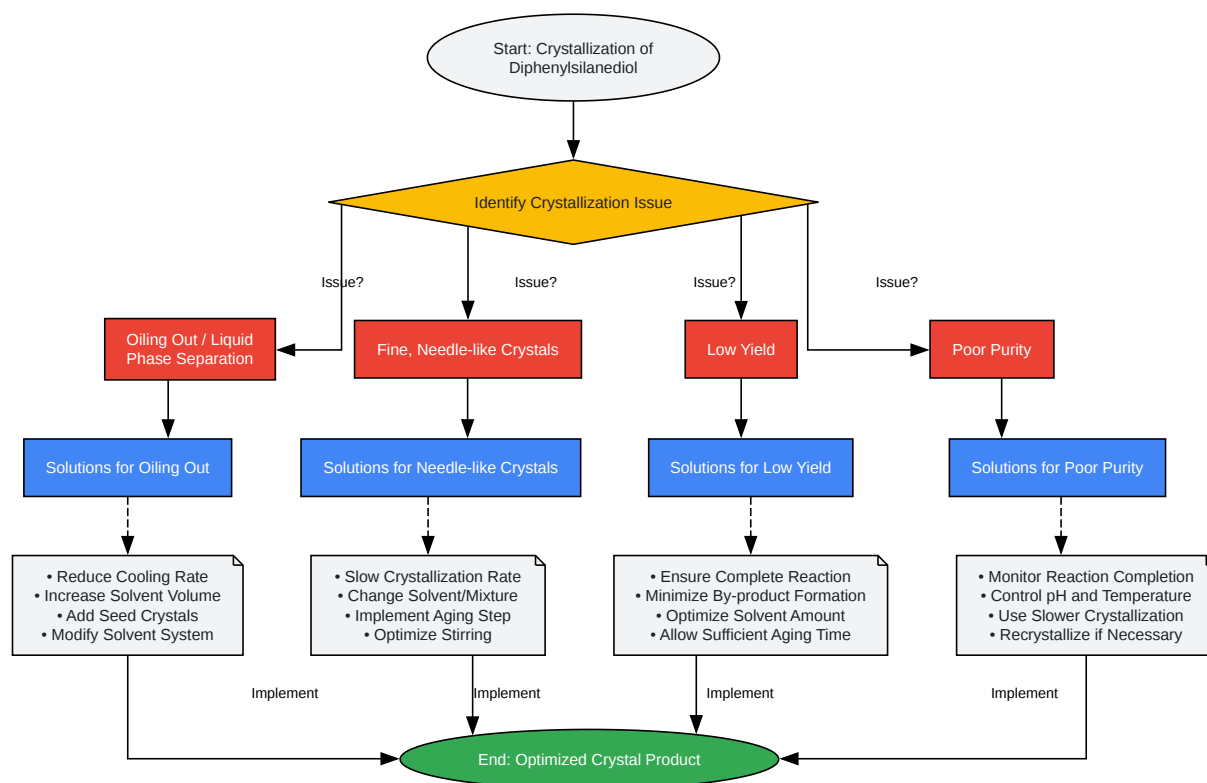 Start: Crystallization of
Diphenylsilanediol
Identify Crystallization Issue
Issue?
Issue?
Issue?
Issue?
Oiling Out / Liquid
Phase Separation
Fine, Needle-like Crystals
Low Yield
Poor Purity
Solutions for Oiling Out
Solutions for Needle-like Crystals
Solutions for Low Yield
Solutions for Poor Purity
• Reduce Cooling Rate
• Increase Solvent Volume
• Add Seed Crystals
• Modify Solvent System
• Slow Crystallization Rate
• Change Solvent/Mixture
• Implement Aging Step
• Optimize Stirring
• Ensure Complete Reaction
• Minimize By-product Formation
• Optimize Solvent Amount
• Allow Sufficient Aging Time
• Monitor Reaction Completion
• Control pH and Temperature
• Use Slower Crystallization
• Recrystallize if Necessary
Implement
Implement
Implement
Implement
End: Optimized Crystal Product